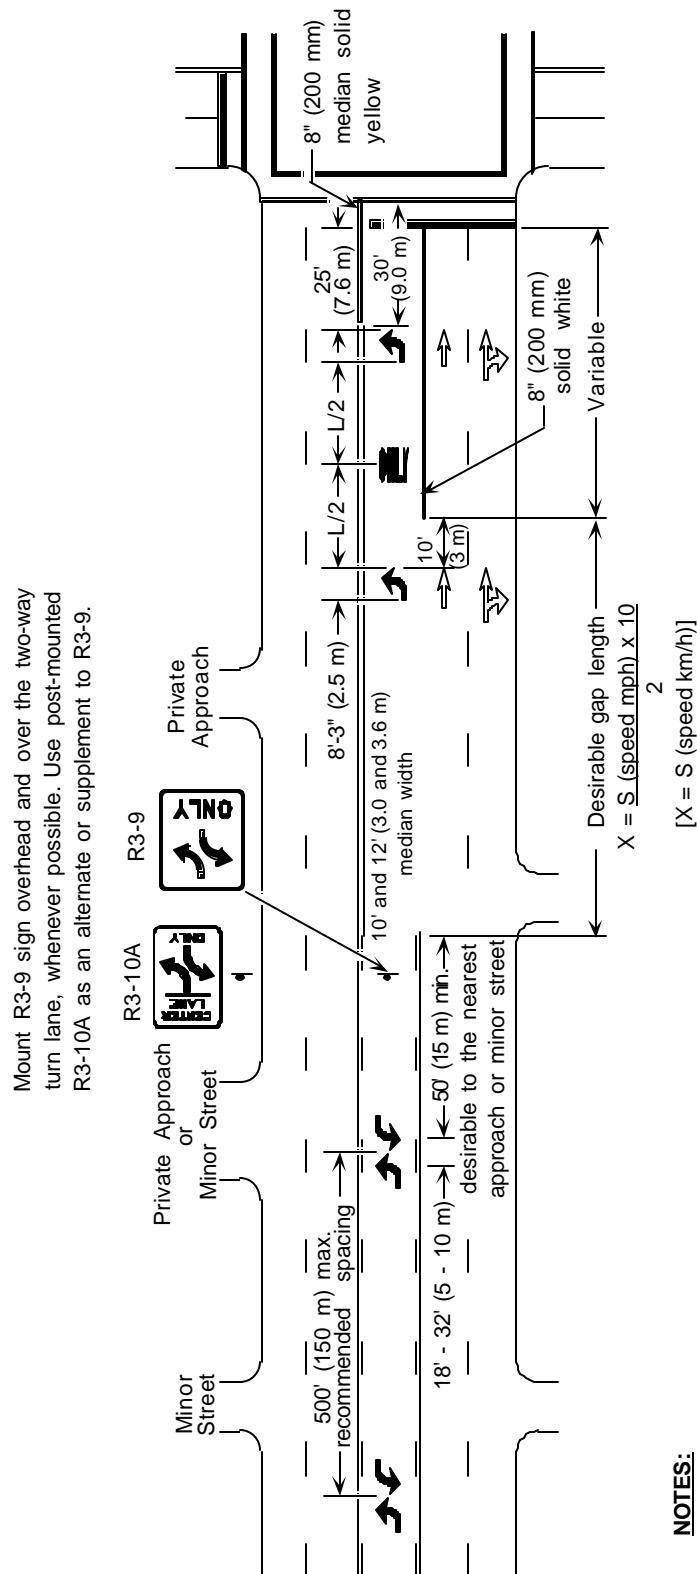 Mount R3-9 sign overhead and over the two-way
turn lane, whenever possible. Use post-mounted
R3-10A as an alternate or supplement to R3-9.
Minor
Street
Private Approach
or
Minor Street
R3-10A
CENTER
LANE
ONLY
R3-9
ONLY
Private
Approach
500' (150 m) max.
recommended spacing
10' and 12' (3.0 and 3.6 m)
median width
8'-3" (2.5 m)
L/2
L/2
25'
(7.6 m)
30'
(9.0 m)
8" (200 mm)
median solid
yellow
18' - 32' (5 - 10 m)
50' (15 m) min.
desirable to the nearest
approach or minor street
10'
(3 m)
8" (200 mm)
solid white
Desirable gap length
X = S (speed mph) x 10
2
[X = S (speed km/h)]
Variable
NOTES: